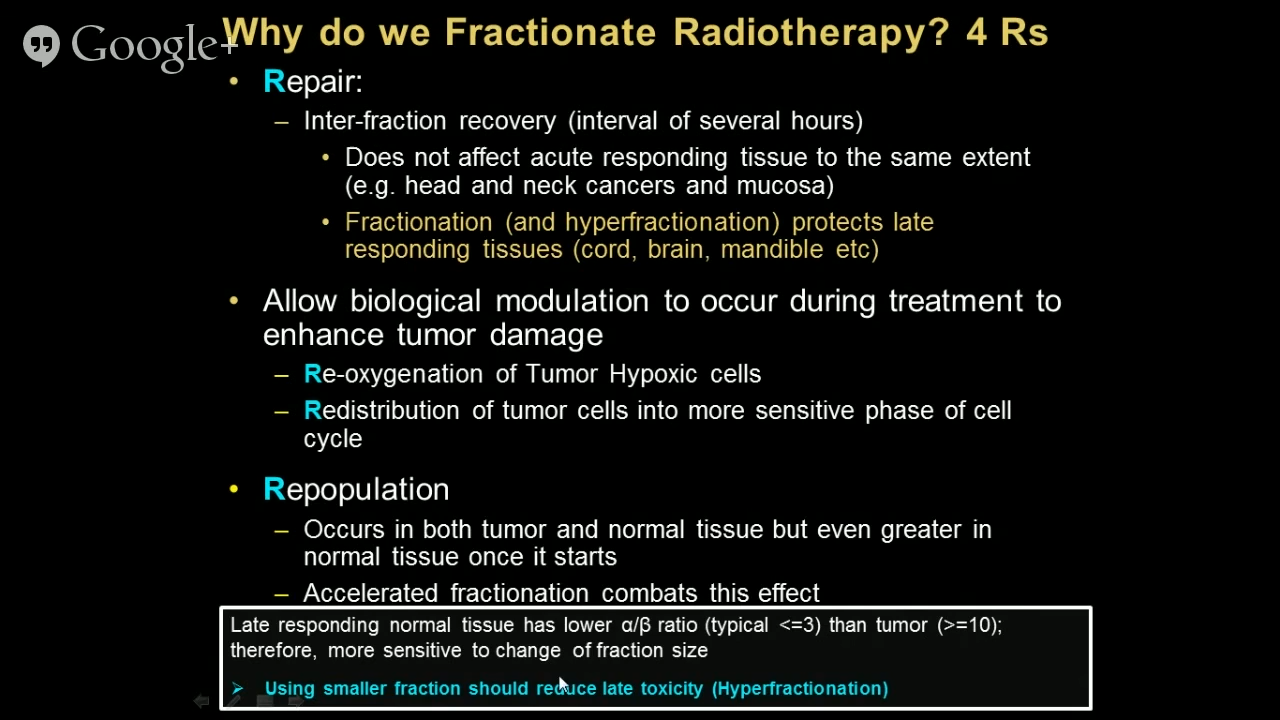 Google+
Why do we Fractionate Radiotherapy? 4 Rs
• Repair:
– Inter-fraction recovery (interval of several hours)
• Does not affect acute responding tissue to the same extent
(e.g. head and neck cancers and mucosa)
• Fractionation (and hyperfractionation) protects late
responding tissues (cord, brain, mandible etc)
• Allow biological modulation to occur during treatment to
enhance tumor damage
– Re-oxygenation of Tumor Hypoxic cells
– Redistribution of tumor cells into more sensitive phase of cell
cycle
• Repopulation
– Occurs in both tumor and normal tissue but even greater in
normal tissue once it starts
– Accelerated fractionation combats this effect
Late responding normal tissue has lower α/β ratio (typical <=3) than tumor (>=10);
therefore, more sensitive to change of fraction size
➢ Using smaller fraction should reduce late toxicity (Hyperfractionation)